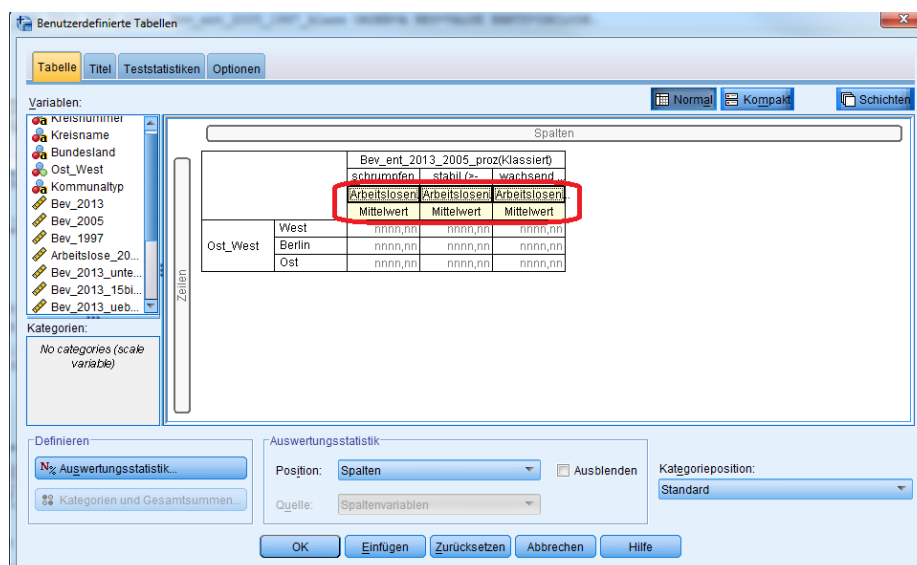 Benutzerdefinierte Tabellen
Tabelle Titel Teststatistiken Optionen
Variablen:
Normal Kompakt Schichten
Kreisnummer
Kreisname
Bundesland
Ost_West
Kommunaltyp
Bev_2013
Bev_2005
Bev_1997
Arbeitslose_20...
Bev_2013_unte...
Bev_2013_15bi...
Bev_2013_ueb...
Kategorien:
No categories (scale
variable)
Spalten
Zeilen
Bev_ent_2013_2005_proz(Klassiert)
schrumpfen stabil (>- wachsend
Arbeitslosen Arbeitslosen Arbeitslosen...
Mittelwert Mittelwert Mittelwert
Ost_West
West nnnn,nn nnnn,nn nnnn,nn
Berlin nnnn,nn nnnn,nn nnnn,nn
Ost nnnn,nn nnnn,nn nnnn,nn
Definieren
N% Auswertungsstatistik...
Kategorien und Gesamtsummen...
Auswertungsstatistik
Position: Spalten Ausblenden
Quelle: Spaltenvariablen
Kategorieposition:
Standard
OK Einfügen Zurücksetzen Abbrechen Hilfe